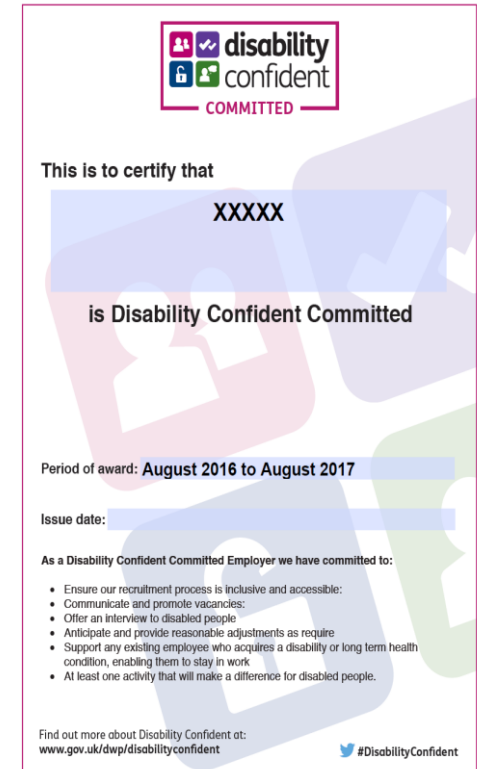 disability
confident
COMMITTED
This is to certify that
XXXXX
is Disability Confident Committed
Period of award: August 2016 to August 2017
Issue date:
As a Disability Confident Committed Employer we have committed to:
• Ensure our recruitment process is inclusive and accessible:
• Communicate and promote vacancies:
• Offer an interview to disabled people
• Anticipate and provide reasonable adjustments as require
• Support any existing employee who acquires a disability or long term health
condition, enabling them to stay in work
• At least one activity that will make a difference for disabled people.
Find out more about Disability Confident at:
www.gov.uk/dwp/disabilityconfident
#DisabilityConfident